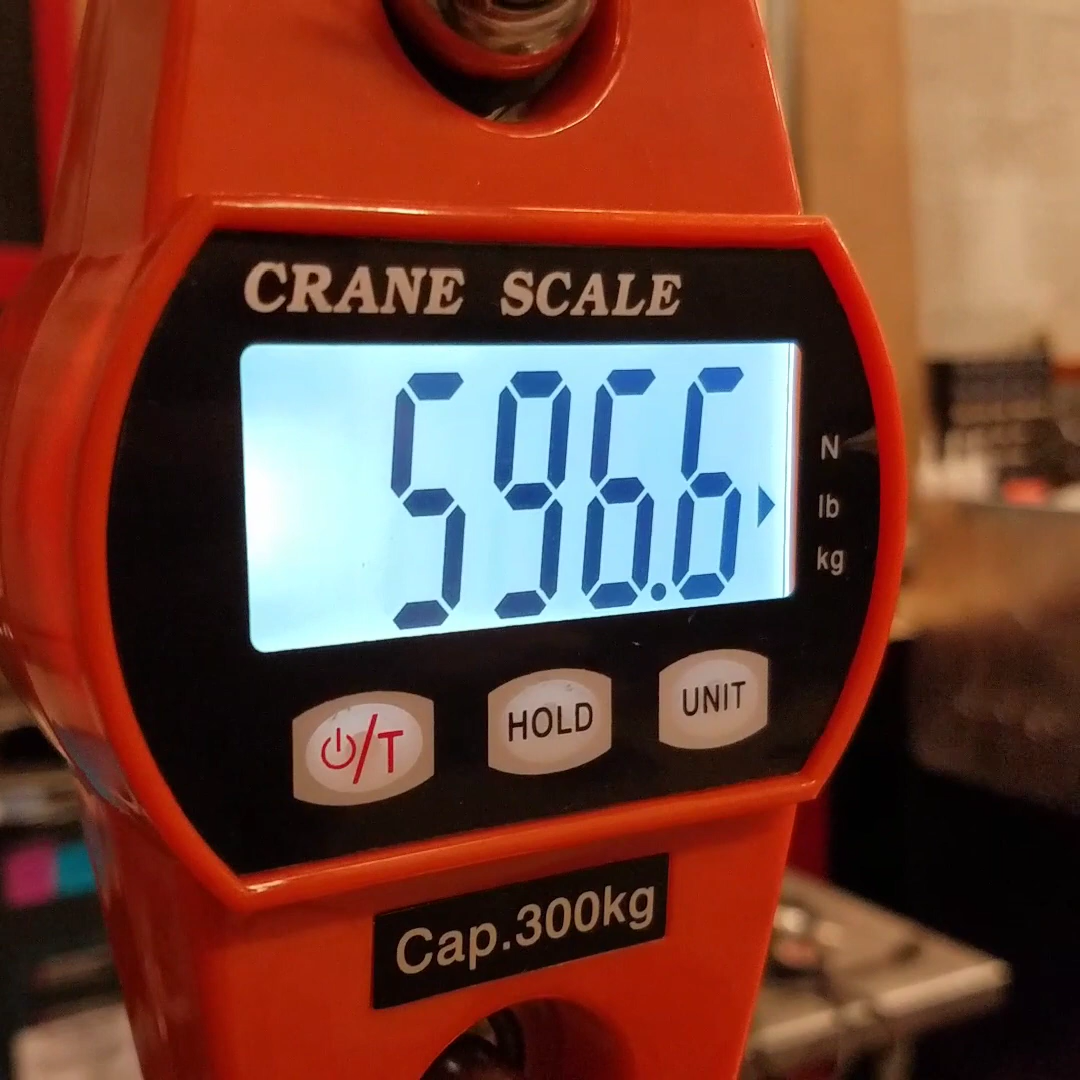 CRANE SCALE
596.6
N
lb
kg
⏻/T HOLD UNIT
Cap.300kg